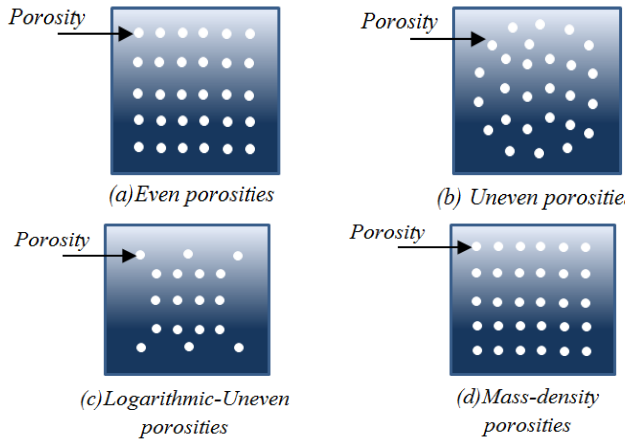 Porosity
Porosity
(a)Even porosities
(b) Uneven porosities
Porosity
Porosity
(c)Logarithmic-Uneven
porosities
(d)Mass-density
porosities